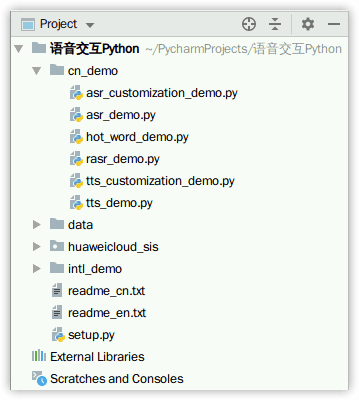 Project
语音交互Python ~/PycharmProjects/语音交互Python
cn_demo
asr_customization_demo.py
asr_demo.py
hot_word_demo.py
rasr_demo.py
tts_customization_demo.py
tts_demo.py
data
huaweicloud_sis
intl_demo
readme_cn.txt
readme_en.txt
setup.py
External Libraries
Scratches and Consoles